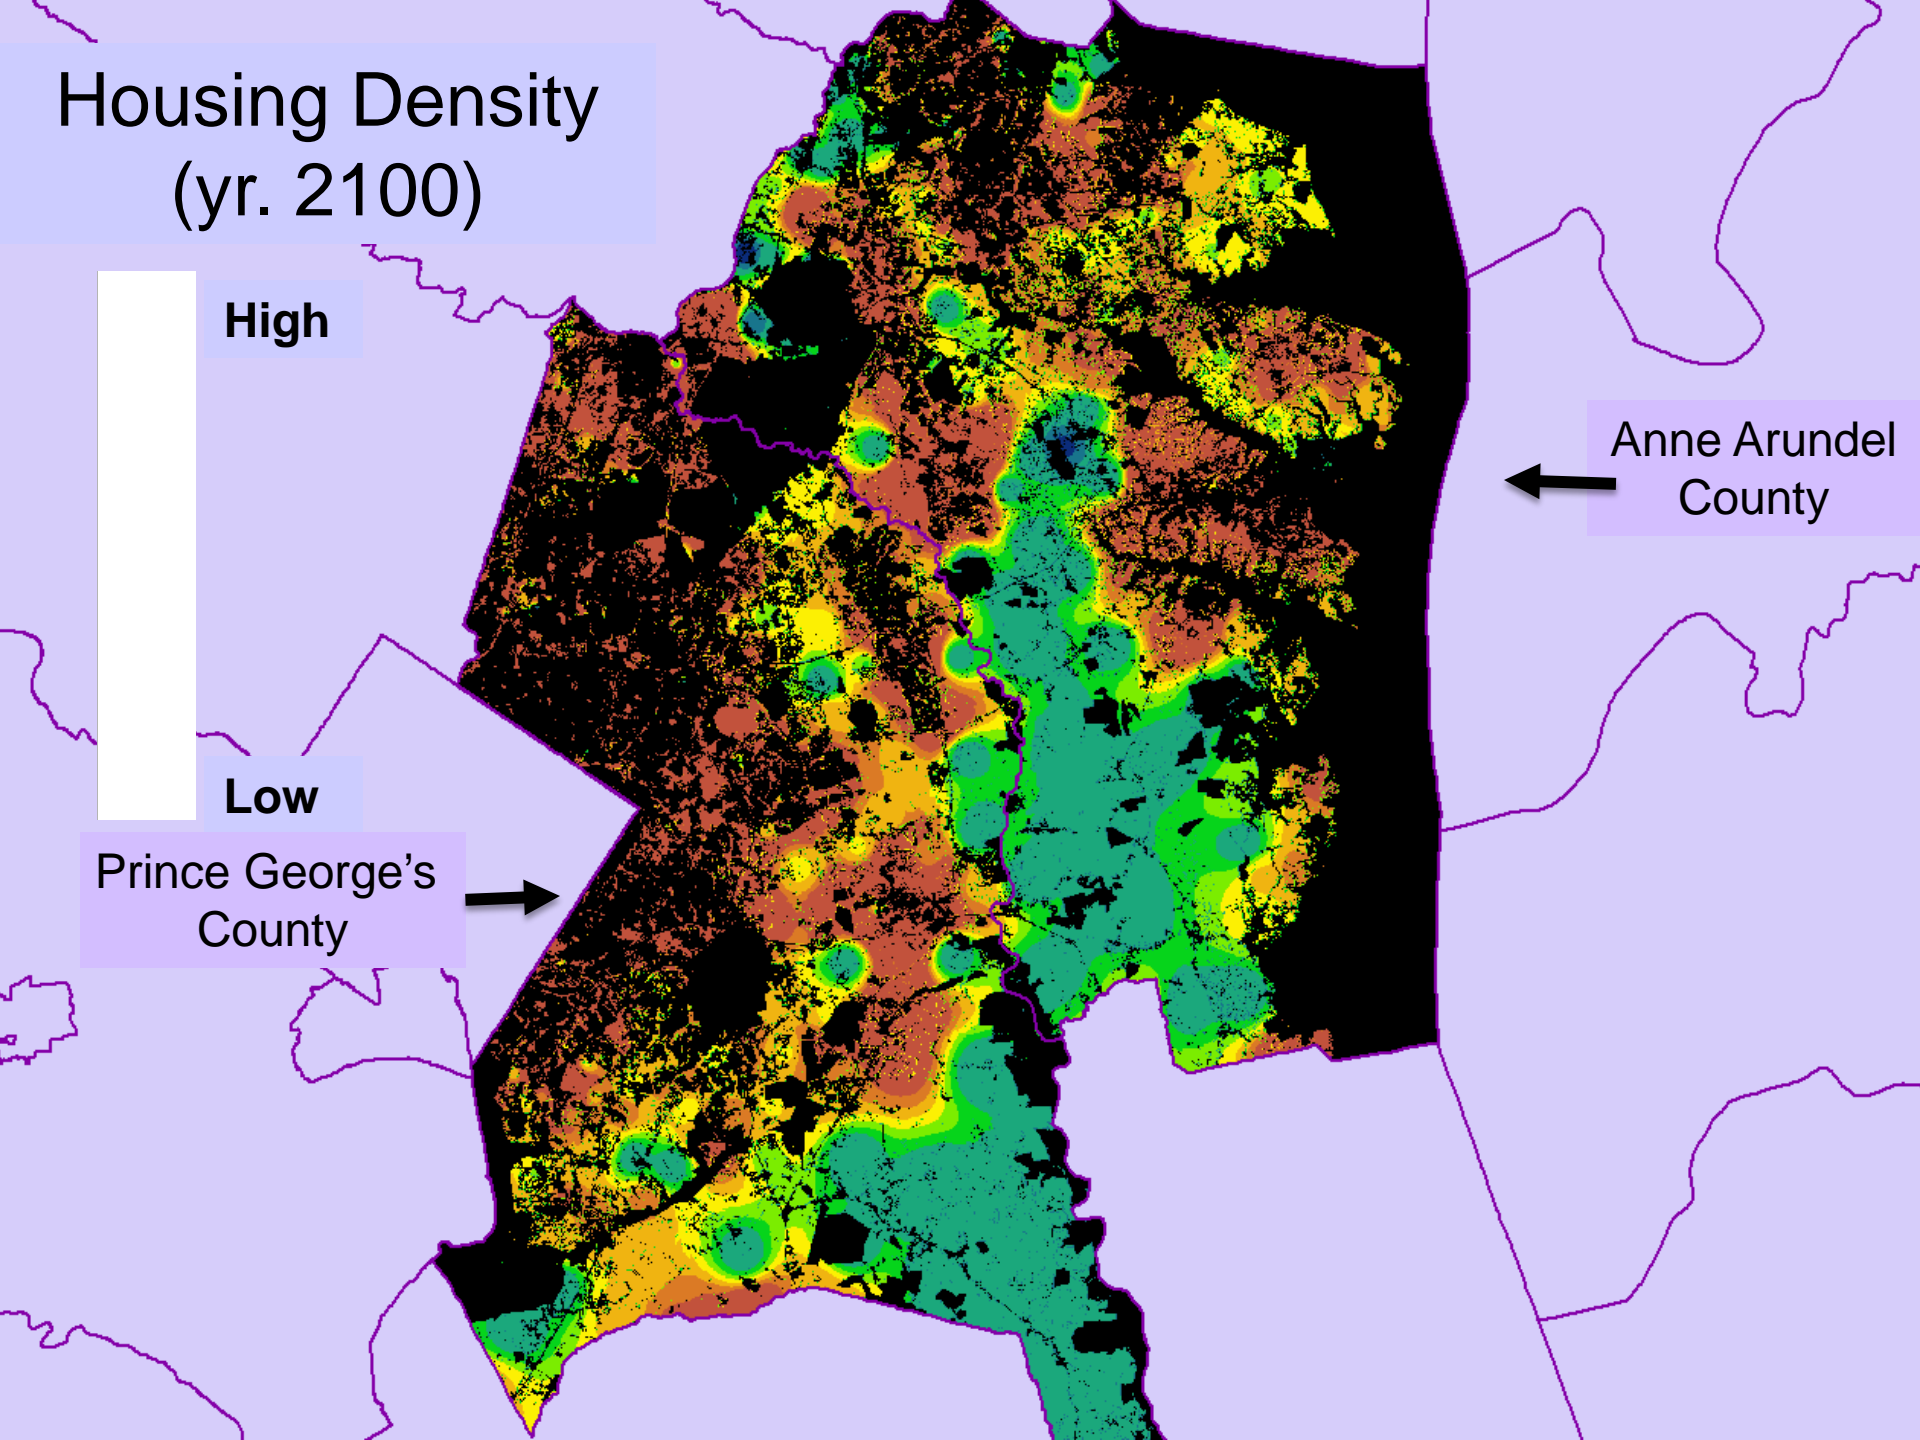 Housing Density
(yr. 2100)
High
Low
Prince George’s
County
Anne Arundel
County